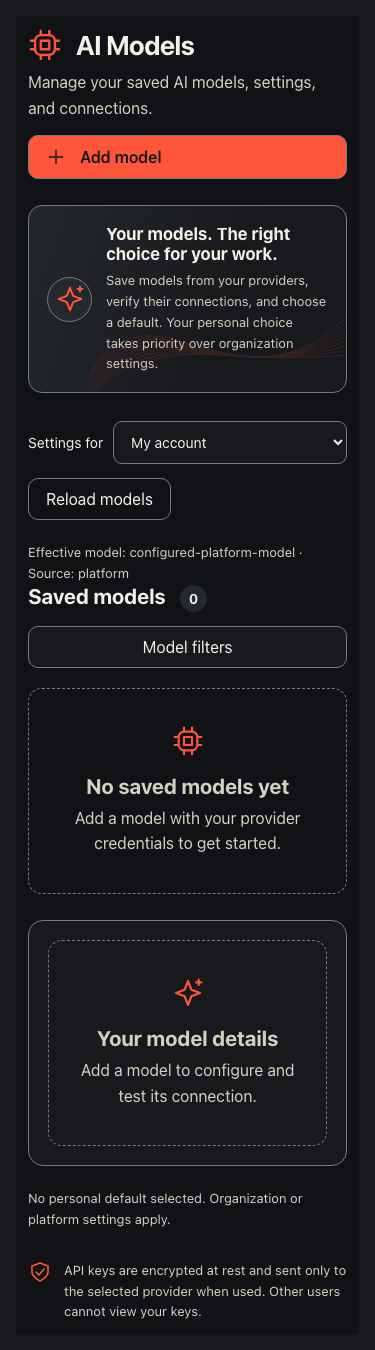 AI Models
Manage your saved AI models, settings,
and connections.
Add model
Your models. The right
choice for your work.
Save models from your providers,
verify their connections, and choose
a default. Your personal choice
takes priority over organization
settings.
Settings for
My account
Reload models
Effective model: configured-platform-model ·
Source: platform
Saved models 0
Model filters
No saved models yet
Add a model with your provider
credentials to get started.
Your model details
Add a model to configure and
test its connection.
No personal default selected. Organization or
platform settings apply.
API keys are encrypted at rest and sent only to
the selected provider when used. Other users
cannot view your keys.